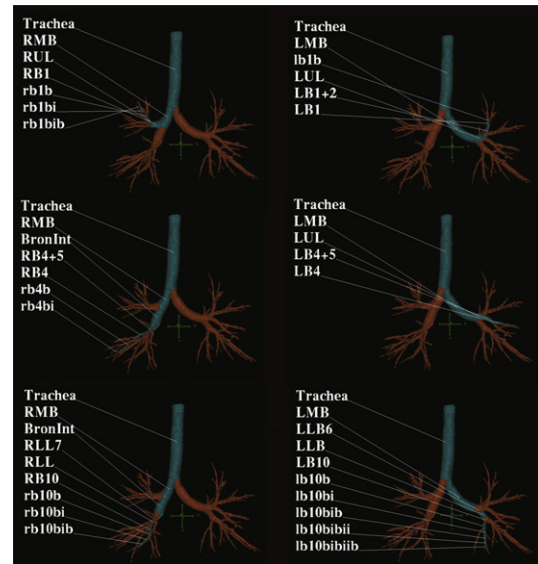 Trachea
RMB
RUL
RB1
rb1b
rb1bi
rb1bib
Trachea
LMB
lb1b
LUL
LB1+2
LB1
Trachea
RMB
BronInt
RB4+5
RB4
rb4b
rb4bi
Trachea
LMB
LUL
LB4+5
LB4
Trachea
RMB
BronInt
RLL7
RLL
RB10
rb10b
rb10bi
rb10bib
Trachea
LMB
LLB6
LLB
LB10
lb10b
lb10bi
lb10bib
lb10bibii
lb10bibiib